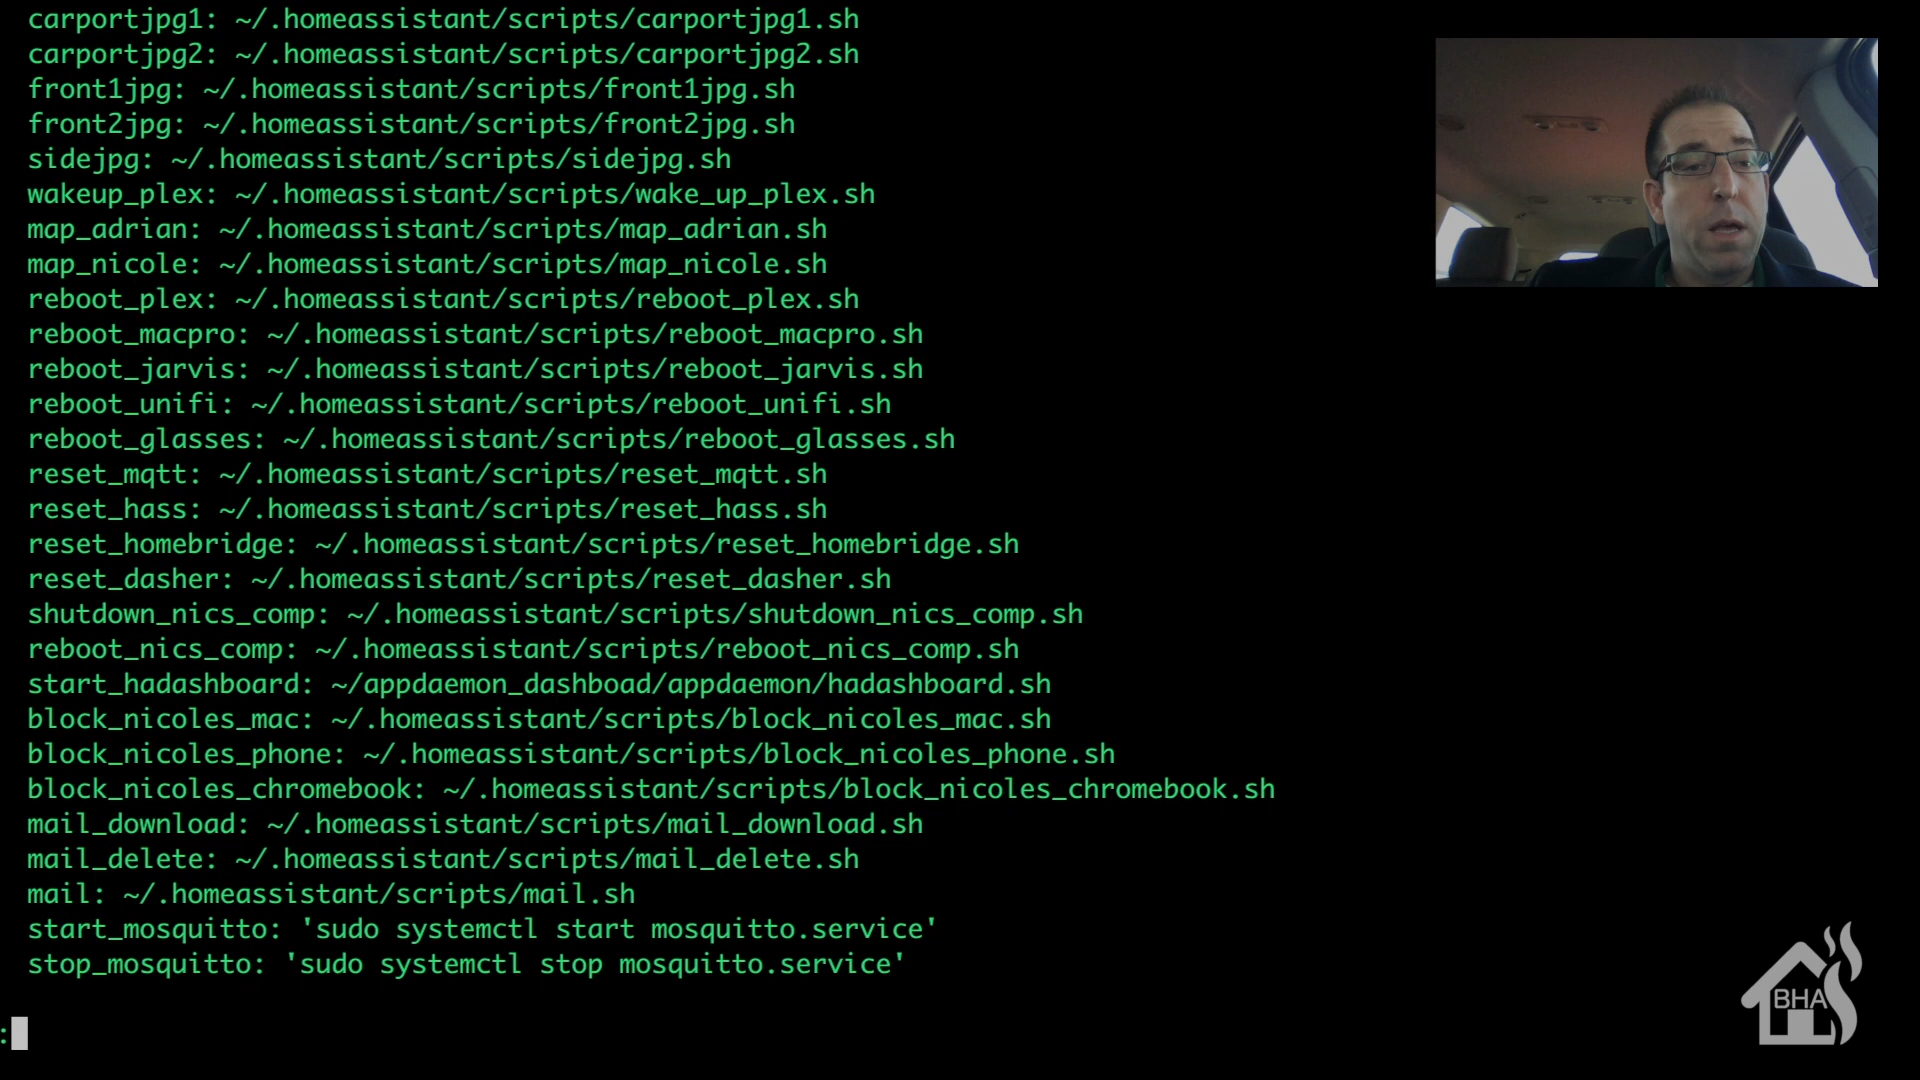 carportjpg1: ~/.homeassistant/scripts/carportjpg1.sh
carportjpg2: ~/.homeassistant/scripts/carportjpg2.sh
front1jpg: ~/.homeassistant/scripts/front1jpg.sh
front2jpg: ~/.homeassistant/scripts/front2jpg.sh
sidejpg: ~/.homeassistant/scripts/sidejpg.sh
wakeup_plex: ~/.homeassistant/scripts/wake_up_plex.sh
map_adrian: ~/.homeassistant/scripts/map_adrian.sh
map_nicole: ~/.homeassistant/scripts/map_nicole.sh
reboot_plex: ~/.homeassistant/scripts/reboot_plex.sh
reboot_macpro: ~/.homeassistant/scripts/reboot_macpro.sh
reboot_jarvis: ~/.homeassistant/scripts/reboot_jarvis.sh
reboot_unifi: ~/.homeassistant/scripts/reboot_unifi.sh
reboot_glasses: ~/.homeassistant/scripts/reboot_glasses.sh
reset_mqtt: ~/.homeassistant/scripts/reset_mqtt.sh
reset_hass: ~/.homeassistant/scripts/reset_hass.sh
reset_homebridge: ~/.homeassistant/scripts/reset_homebridge.sh
reset_dasher: ~/.homeassistant/scripts/reset_dasher.sh
shutdown_nics_comp: ~/.homeassistant/scripts/shutdown_nics_comp.sh
reboot_nics_comp: ~/.homeassistant/scripts/reboot_nics_comp.sh
start_hadashboard: ~/appdaemon_dashboad/appdaemon/hadashboard.sh
block_nicoles_mac: ~/.homeassistant/scripts/block_nicoles_mac.sh
block_nicoles_phone: ~/.homeassistant/scripts/block_nicoles_phone.sh
block_nicoles_chromebook: ~/.homeassistant/scripts/block_nicoles_chromebook.sh
mail_download: ~/.homeassistant/scripts/mail_download.sh
mail_delete: ~/.homeassistant/scripts/mail_delete.sh
mail: ~/.homeassistant/scripts/mail.sh
start_mosquitto: 'sudo systemctl start mosquitto.service'
stop_mosquitto: 'sudo systemctl stop mosquitto.service'
:
BHA